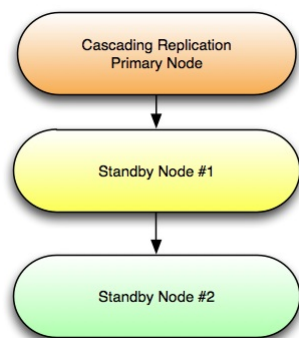 Cascading Replication
Primary Node
Standby Node #1
Standby Node #2